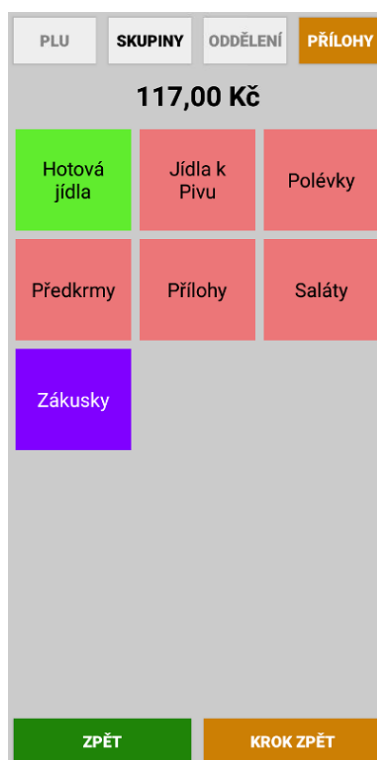 PLU SKUPINY ODDĚLENÍ PŘÍLOHY
117,00 Kč
Hotová
jídla
Jídla k
Pivu
Polévky
Předkrmy
Přílohy
Saláty
Zákusky
ZPĚT
KROK ZPĚT